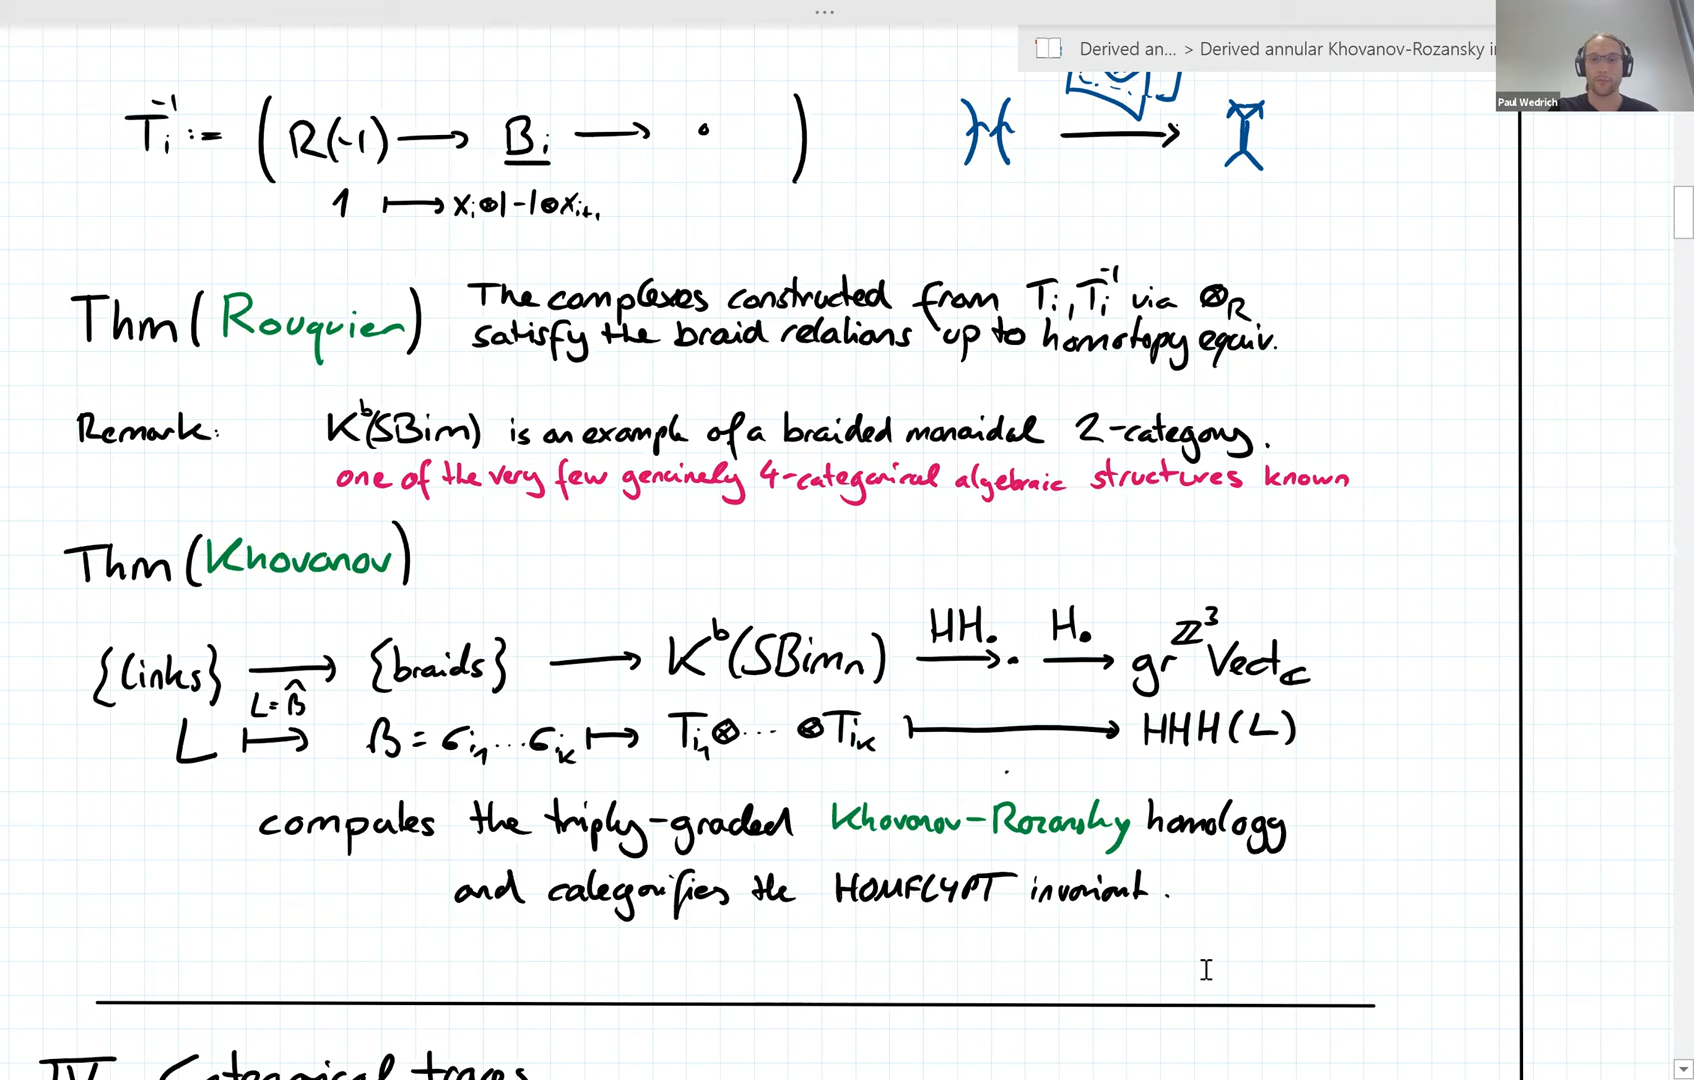 Derived an... > Derived annular Khovanov-Rozansky in
Paul Wedrich
T_i^{-1} := ( R(-1) ⟶ B_i ⟶ • )
1 ⟼ x_i⊗1 - 1⊗x_{i+1}
Thm (Rouquier) The complexes constructed from T_i, T_i^{-1} via ⊗_R
satisfy the braid relations up to homotopy equiv.
Remark: K^b(SBim) is an example of a braided monoidal 2-category.
one of the very few genuinely 4-categorical algebraic structures known
Thm (Khovanov)
{links} ⟶ {braids} ⟶ K^b(SBim_n) ⟶ • ⟶ gr^{ℤ^3} Vect_ℂ
L = β̂ HH_• H_•
L ⟼ β = σ_{i_1} ... σ_{i_k} ⟼ T_{i_1} ⊗ ... ⊗ T_{i_k} ⟼ HHH(L)
computes the triply-graded Khovanov-Rozansky homology
and categorifies the HOMFLYPT invariant.
IV Categorical traces